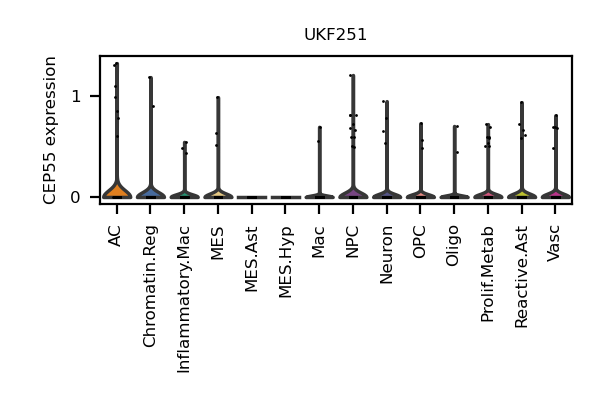 UKF251
CEP55 expression
1
0
AC
Chromatin.Reg
Inflammatory.Mac
MES
MES.Ast
MES.Hyp
Mac
NPC
Neuron
OPC
Oligo
Prolif.Metab
Reactive.Ast
Vasc